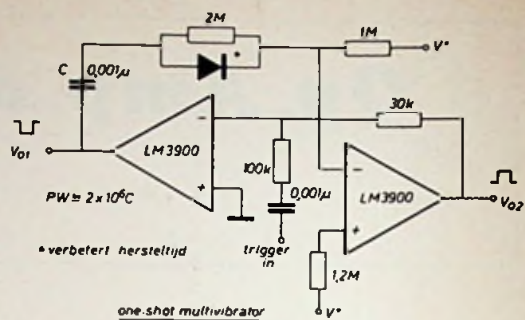 2M
C
0,001µ
*
1M
V⁺
30k
LM3900
−
+
V01
100k
0,001µ
−
+
LM3900
V02
PW ≅ 2 x 10⁶C
trigger
in
* verbetert hersteltijd
1,2M
V⁺
one-shot multivibrator